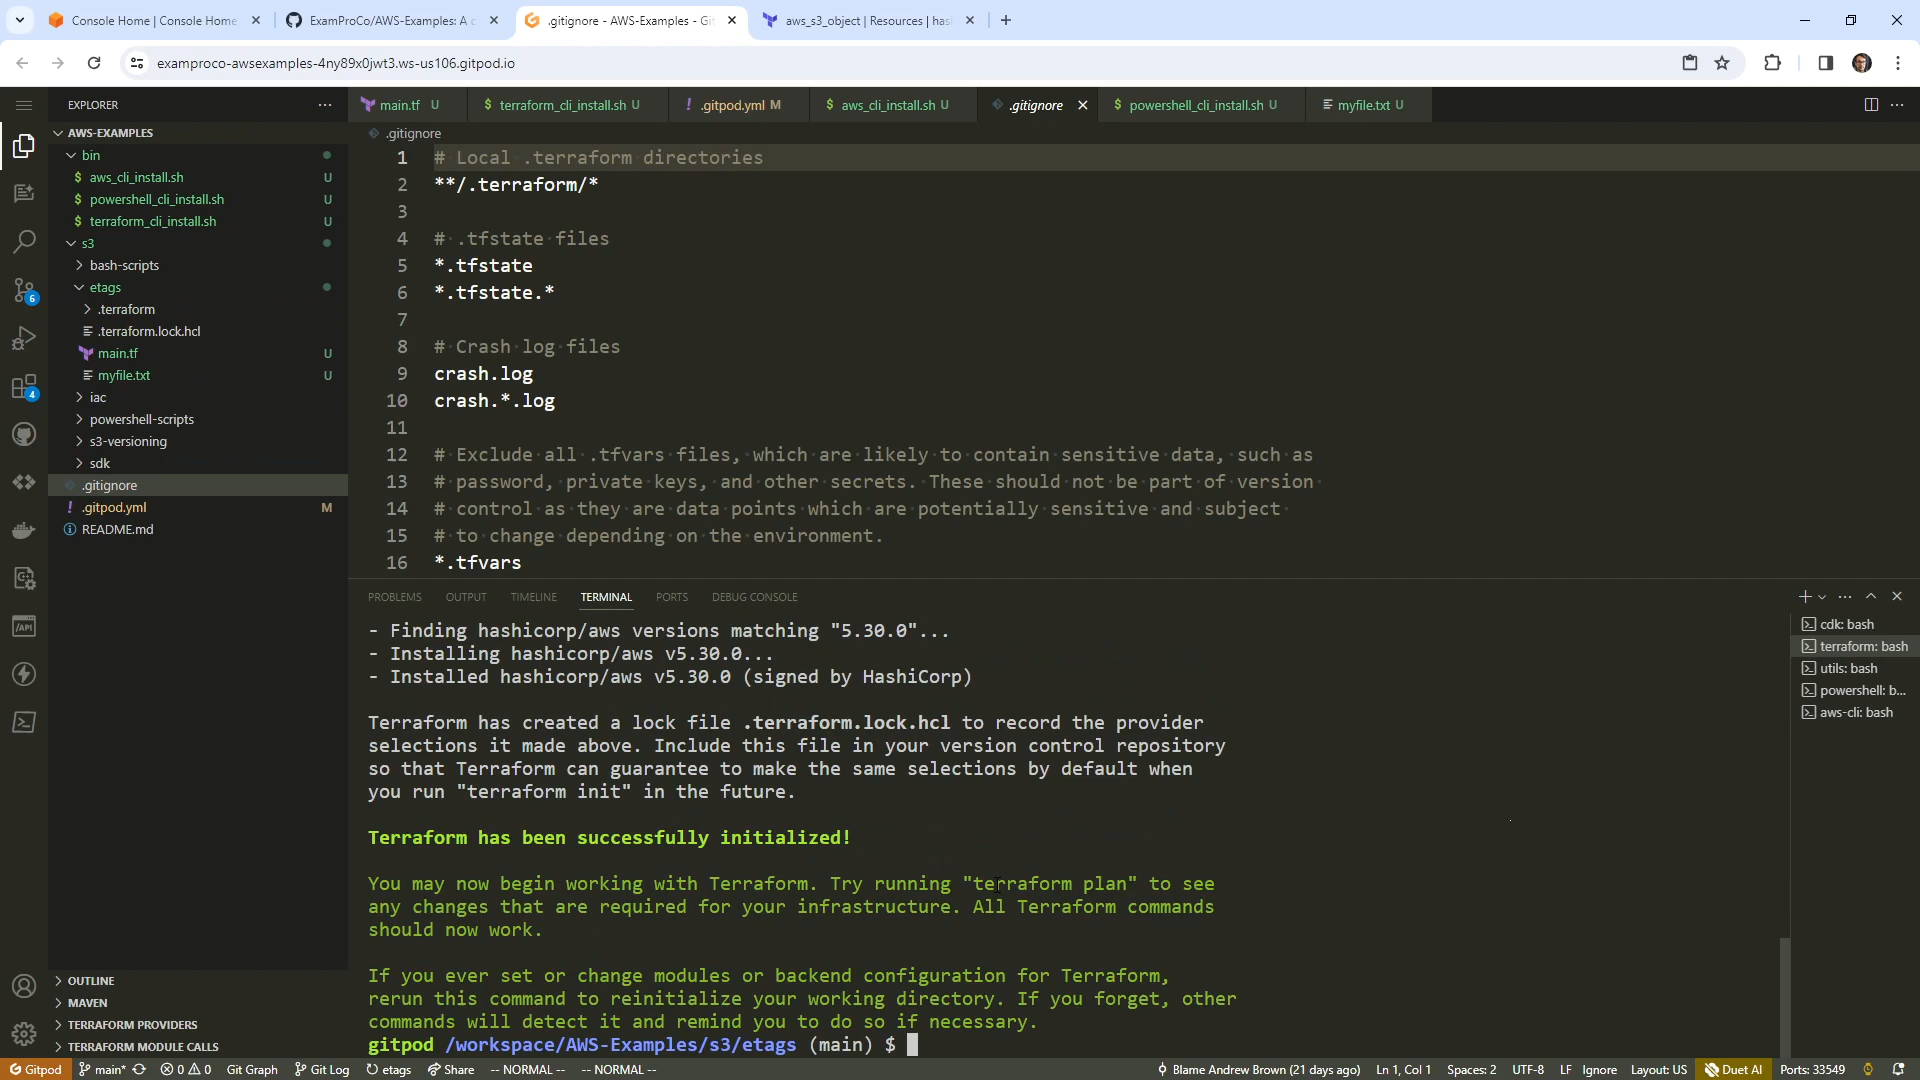 Console Home | Console Home
ExamProCo/AWS-Examples: A c
.gitignore - AWS-Examples - Git
aws_s3_object | Resources | has
examproco-awsexamples-4ny89x0jwt3.ws-us106.gitpod.io
EXPLORER
AWS-EXAMPLES
bin
$ aws_cli_install.sh U
$ powershell_cli_install.sh U
$ terraform_cli_install.sh U
s3
bash-scripts
etags
.terraform
.terraform.lock.hcl
main.tf U
myfile.txt U
iac
powershell-scripts
s3-versioning
sdk
.gitignore
! .gitpod.yml M
README.md
OUTLINE
MAVEN
TERRAFORM PROVIDERS
TERRAFORM MODULE CALLS
6
4
/API
main.tf U
$ terraform_cli_install.sh U
! .gitpod.yml M
$ aws_cli_install.sh U
.gitignore
$ powershell_cli_install.sh U
myfile.txt U
.gitignore
1 # Local .terraform directories
2 **/.terraform/*
3
4 # .tfstate files
5 *.tfstate
6 *.tfstate.*
7
8 # Crash log files
9 crash.log
10 crash.*.log
11
12 # Exclude all .tfvars files, which are likely to contain sensitive data, such as
13 # password, private keys, and other secrets. These should not be part of version
14 # control as they are data points which are potentially sensitive and subject
15 # to change depending on the environment.
16 *.tfvars
PROBLEMS OUTPUT TIMELINE TERMINAL PORTS DEBUG CONSOLE
- Finding hashicorp/aws versions matching "5.30.0"...
- Installing hashicorp/aws v5.30.0...
- Installed hashicorp/aws v5.30.0 (signed by HashiCorp)
Terraform has created a lock file .terraform.lock.hcl to record the provider
selections it made above. Include this file in your version control repository
so that Terraform can guarantee to make the same selections by default when
you run "terraform init" in the future.
Terraform has been successfully initialized!
You may now begin working with Terraform. Try running "terraform plan" to see
any changes that are required for your infrastructure. All Terraform commands
should now work.
If you ever set or change modules or backend configuration for Terraform,
rerun this command to reinitialize your working directory. If you forget, other
commands will detect it and remind you to do so if necessary.
gitpod /workspace/AWS-Examples/s3/etags (main) $
cdk: bash
terraform: bash
utils: bash
powershell: b...
aws-cli: bash
Gitpod main* 0 0 Git Graph Git Log etags Share -- NORMAL -- -- NORMAL -- Blame Andrew Brown (21 days ago) Ln 1, Col 1 Spaces: 2 UTF-8 LF Ignore Layout: US Duet AI Ports: 33549